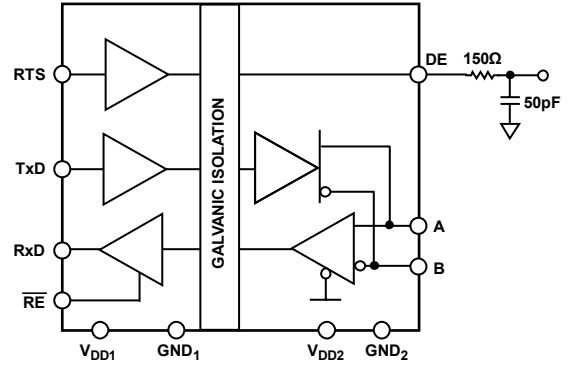 RTS
DE
150Ω
50pF
TxD
GALVANIC ISOLATION
A
RxD
B
RE
VDD1
GND1
VDD2
GND2